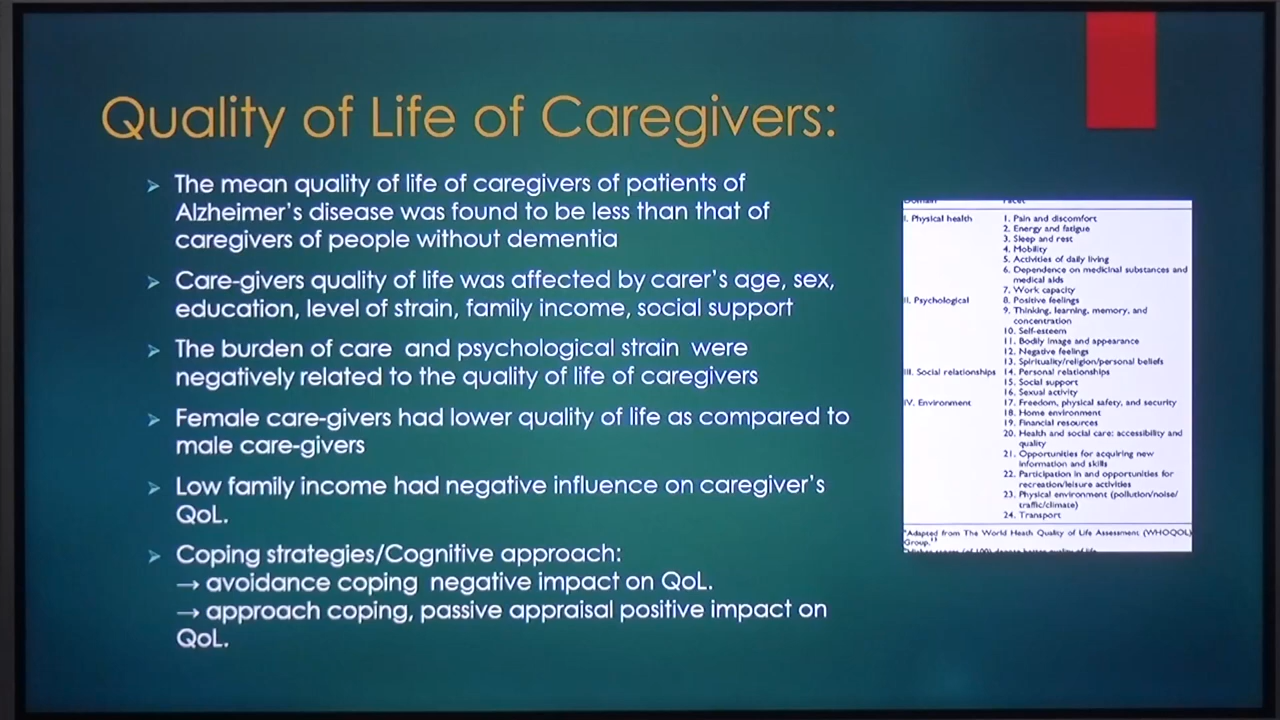 Quality of Life of Caregivers:
➢ The mean quality of life of caregivers of patients of
Alzheimer's disease was found to be less than that of
caregivers of people without dementia
➢ Care-givers quality of life was affected by carer's age, sex,
education, level of strain, family income, social support
➢ The burden of care and psychological strain were
negatively related to the quality of life of caregivers
➢ Female care-givers had lower quality of life as compared to
male care-givers
➢ Low family income had negative influence on caregiver's
QoL.
➢ Coping strategies/Cognitive approach:
→ avoidance coping negative impact on QoL.
→ approach coping, passive appraisal positive impact on
QoL.
Domain Facet
I. Physical health 1. Pain and discomfort
2. Energy and fatigue
3. Sleep and rest
4. Mobility
5. Activities of daily living
6. Dependence on medicinal substances and
medical aids
7. Work capacity
II. Psychological 8. Positive feelings
9. Thinking, learning, memory, and
concentration
10. Self-esteem
11. Bodily image and appearance
12. Negative feelings
13. Spirituality/religion/personal beliefs
III. Social relationships 14. Personal relationships
15. Social support
16. Sexual activity
IV. Environment 17. Freedom, physical safety, and security
18. Home environment
19. Financial resources
20. Health and social care: accessibility and
quality
21. Opportunities for acquiring new
information and skills
22. Participation in and opportunities for
recreation/leisure activities
23. Physical environment (pollution/noise/
traffic/climate)
24. Transport
*Adapted from The World Heath Quality of Life Assessment (WHOQOL)
Group.